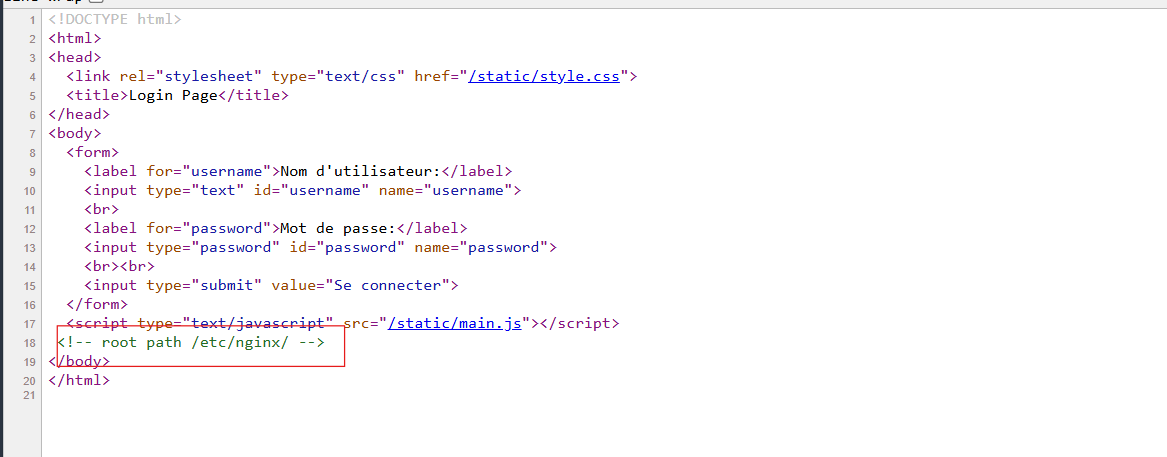 1 <!DOCTYPE html>
2 <html>
3 <head>
4 <link rel="stylesheet" type="text/css" href="/static/style.css">
5 <title>Login Page</title>
6 </head>
7 <body>
8 <form>
9 <label for="username">Nom d'utilisateur:</label>
10 <input type="text" id="username" name="username">
11 <br>
12 <label for="password">Mot de passe:</label>
13 <input type="password" id="password" name="password">
14 <br><br>
15 <input type="submit" value="Se connecter">
16 </form>
17 <script type="text/javascript" src="/static/main.js"></script>
18 <!-- root path /etc/nginx/ -->
19 </body>
20 </html>
21